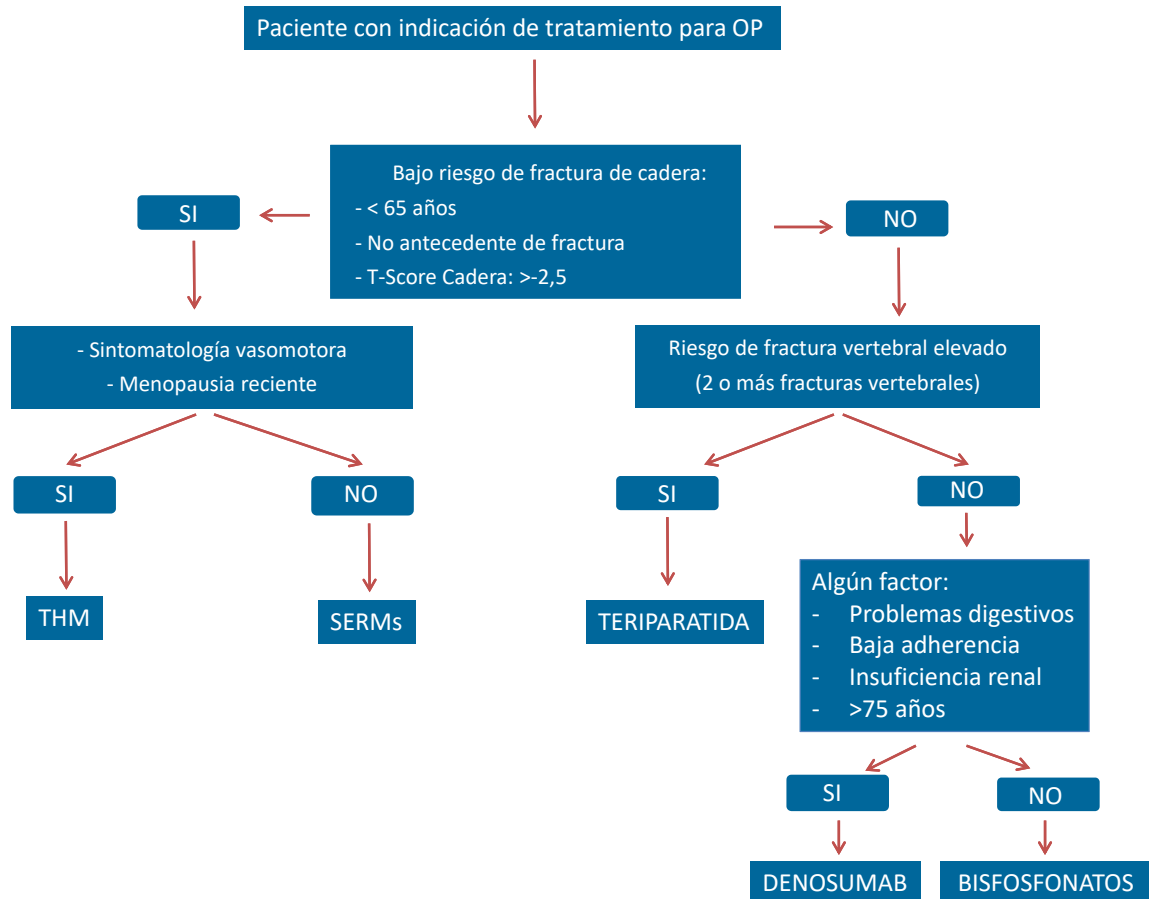 Paciente con indicación de tratamiento para OP
Bajo riesgo de fractura de cadera:
- < 65 años
- No antecedente de fractura
- T-Score Cadera: >-2,5
SI
NO
- Sintomatología vasomotora
- Menopausia reciente
Riesgo de fractura vertebral elevado
(2 o más fracturas vertebrales)
SI
NO
SI
NO
THM
SERMs
TERIPARATIDA
Algún factor:
- Problemas digestivos
- Baja adherencia
- Insuficiencia renal
- >75 años
SI
NO
DENOSUMAB
BISFOSFONATOS